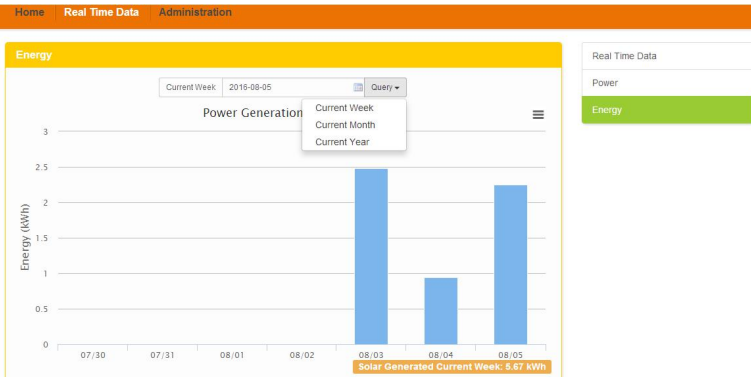 Home Real Time Data Administration
Energy
Current Week 2016-08-05 Query
Current Week
Current Month
Current Year
Power Generation
Energy (kWh)
3
2.5
2
1.5
1
0.5
0
07/30 07/31 08/01 08/02 08/03 08/04 08/05
Solar Generated Current Week: 5.67 kWh
Real Time Data
Power
Energy